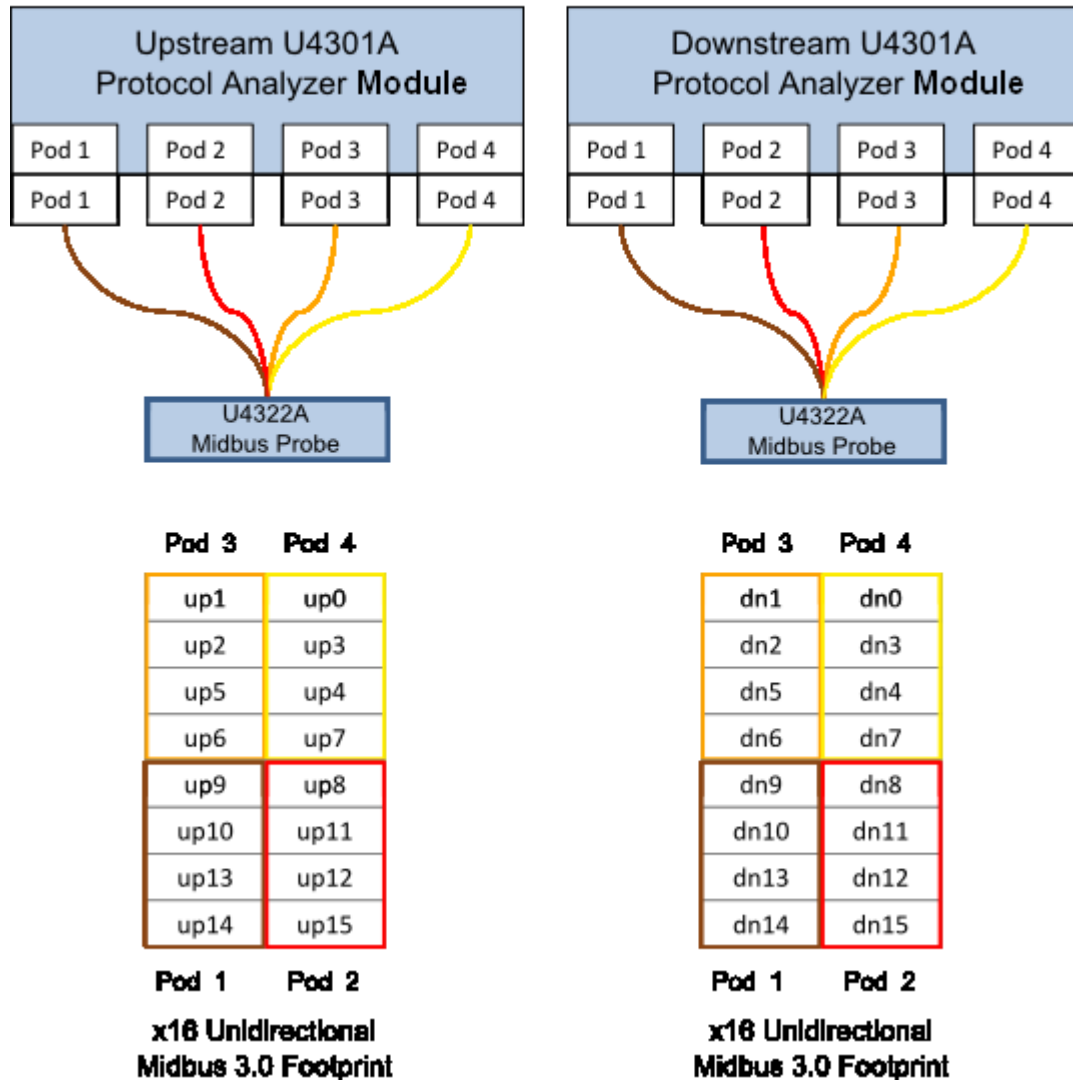 Upstream U4301A
Protocol Analyzer Module
Pod 1 Pod 2 Pod 3 Pod 4
Pod 1 Pod 2 Pod 3 Pod 4
U4322A
Midbus Probe
Pod 3 Pod 4
up1 up0
up2 up3
up5 up4
up6 up7
up9 up8
up10 up11
up13 up12
up14 up15
Pod 1 Pod 2
x16 Unidirectional
Midbus 3.0 Footprint
Downstream U4301A
Protocol Analyzer Module
Pod 1 Pod 2 Pod 3 Pod 4
Pod 1 Pod 2 Pod 3 Pod 4
U4322A
Midbus Probe
Pod 3 Pod 4
dn1 dn0
dn2 dn3
dn5 dn4
dn6 dn7
dn9 dn8
dn10 dn11
dn13 dn12
dn14 dn15
Pod 1 Pod 2
x16 Unidirectional
Midbus 3.0 Footprint